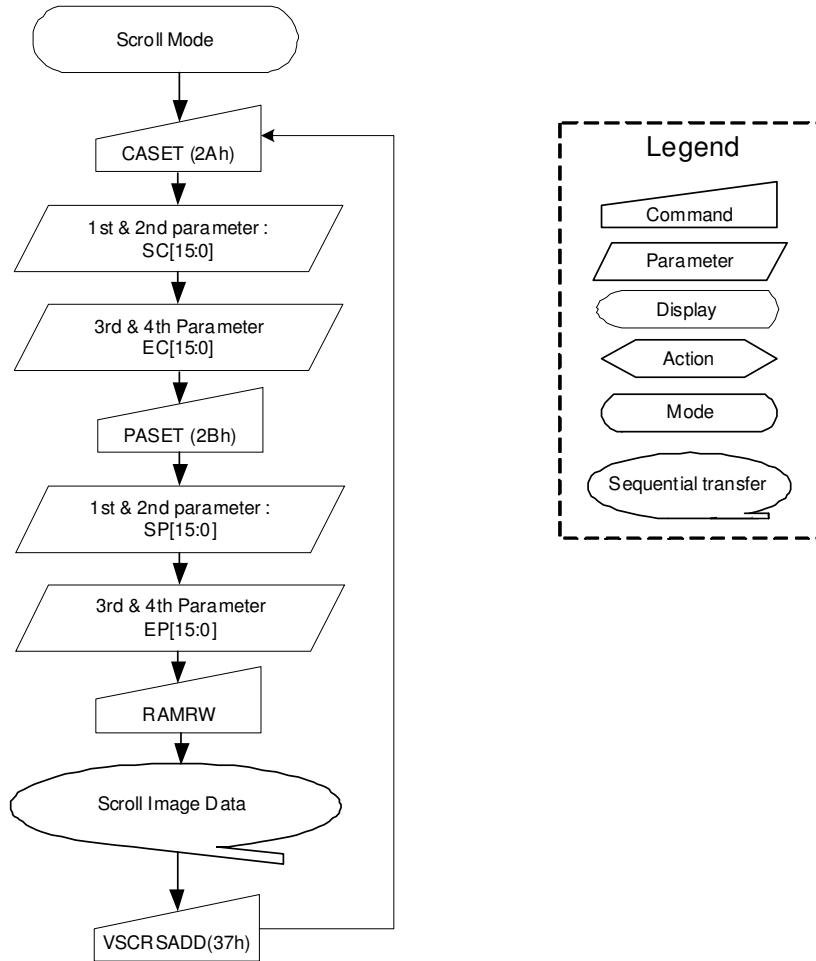 Scroll Mode
CASET (2Ah)
1st & 2nd parameter :
SC[15:0]
3rd & 4th Parameter
EC[15:0]
PASET (2Bh)
1st & 2nd parameter :
SP[15:0]
3rd & 4th Parameter
EP[15:0]
RAMRW
Scroll Image Data
VSCRSADD(37h)
Legend
Command
Parameter
Display
Action
Mode
Sequential transfer